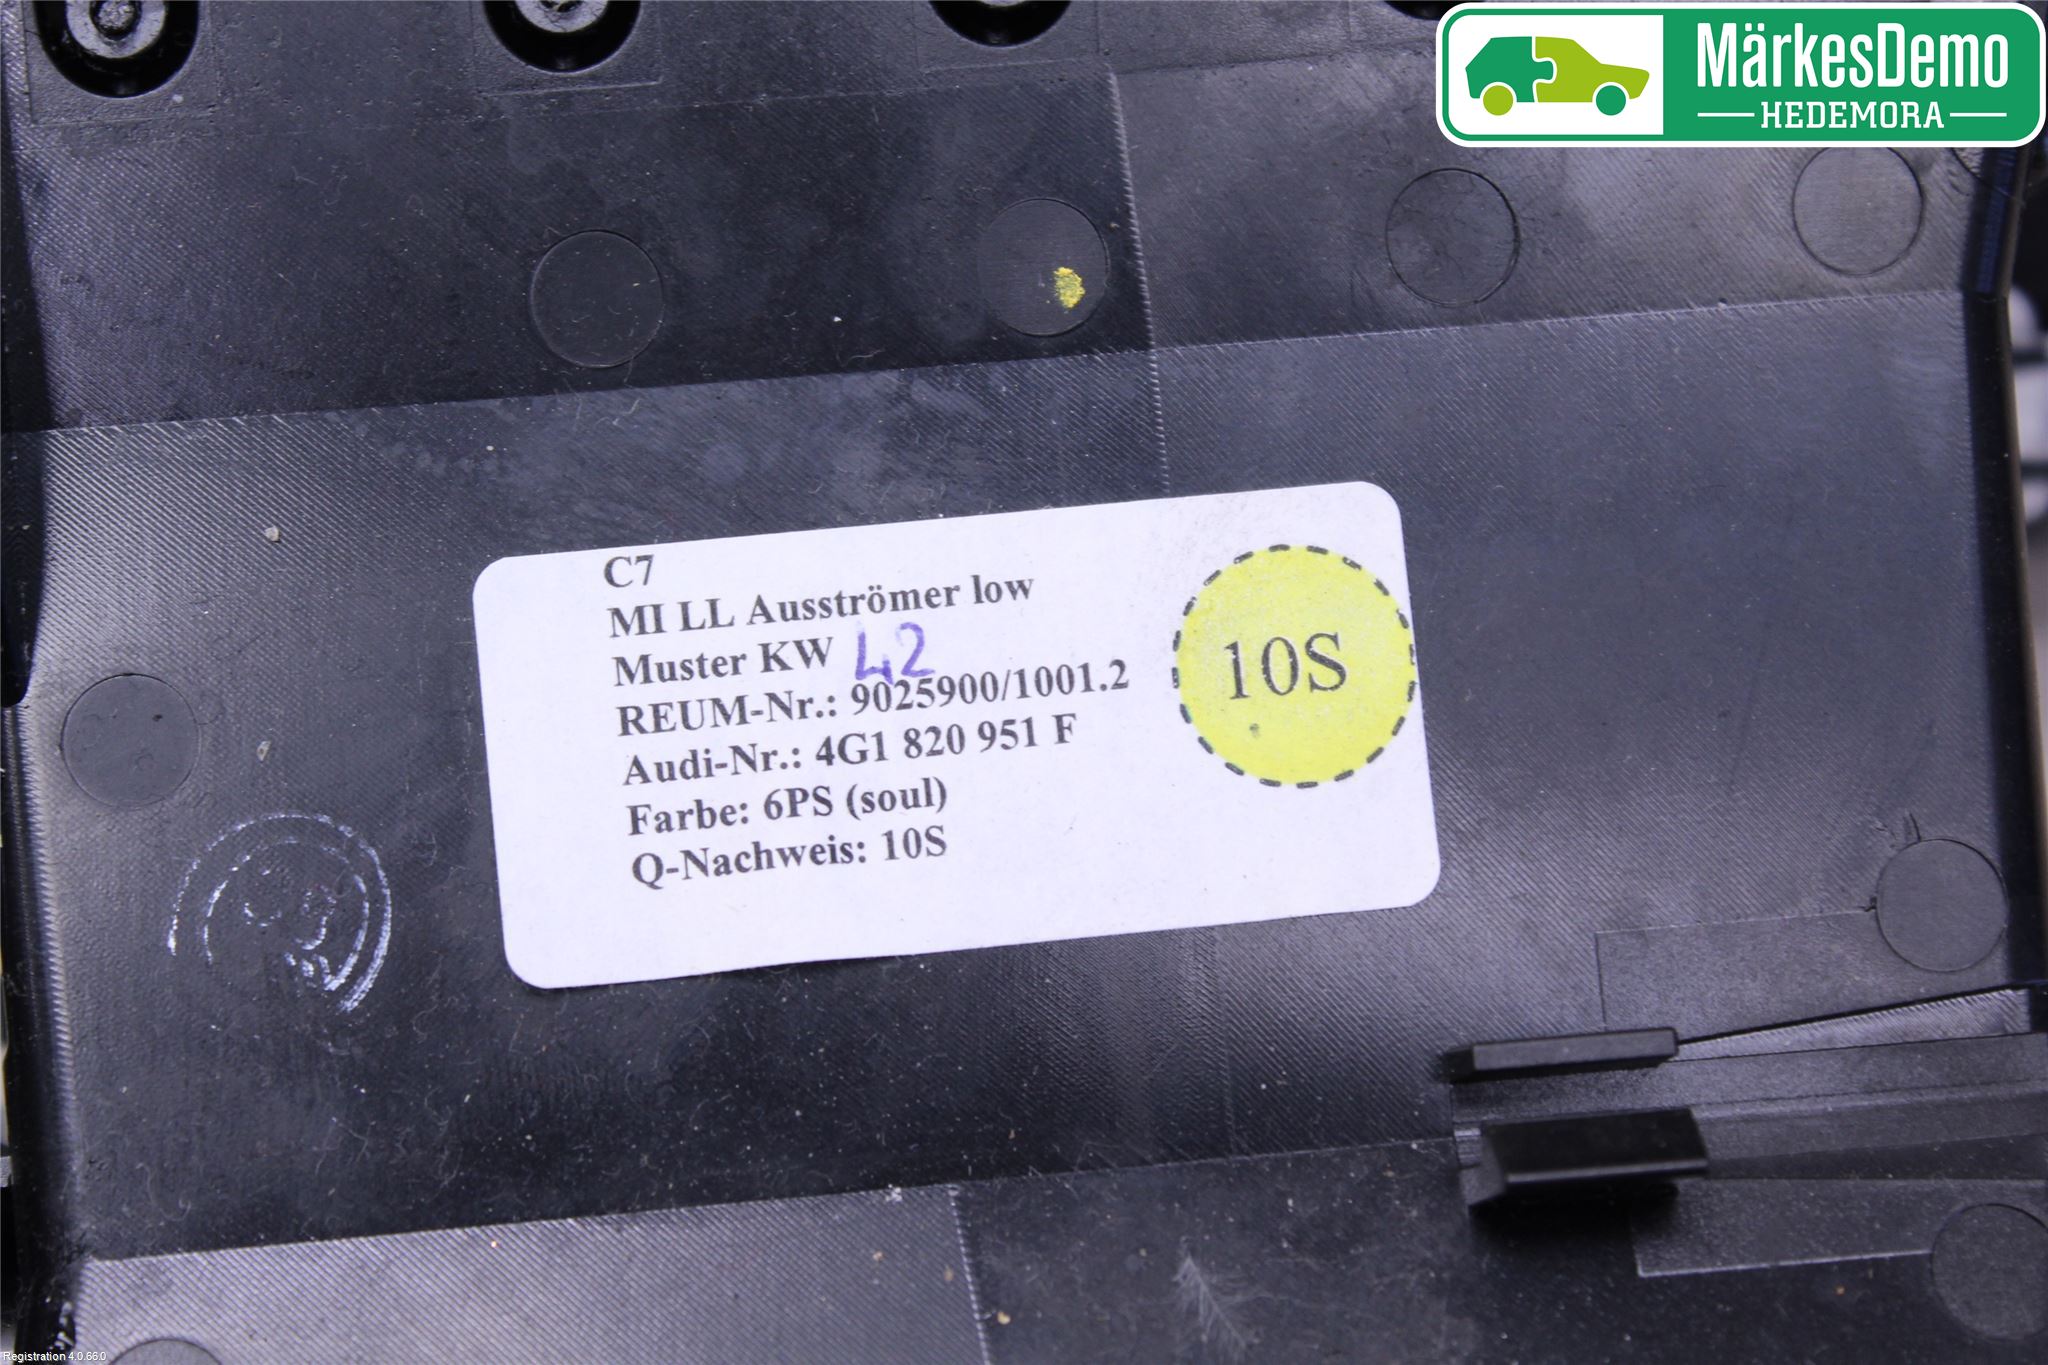 MärkesDemo
HEDEMORA
C7
MI LL Ausströmer low
Muster KW 42
REUM-Nr.: 9025900/1001.2
Audi-Nr.: 4G1 820 951 F
Farbe: 6PS (soul)
Q-Nachweis: 10S
10S
Registration 4.0.66.0